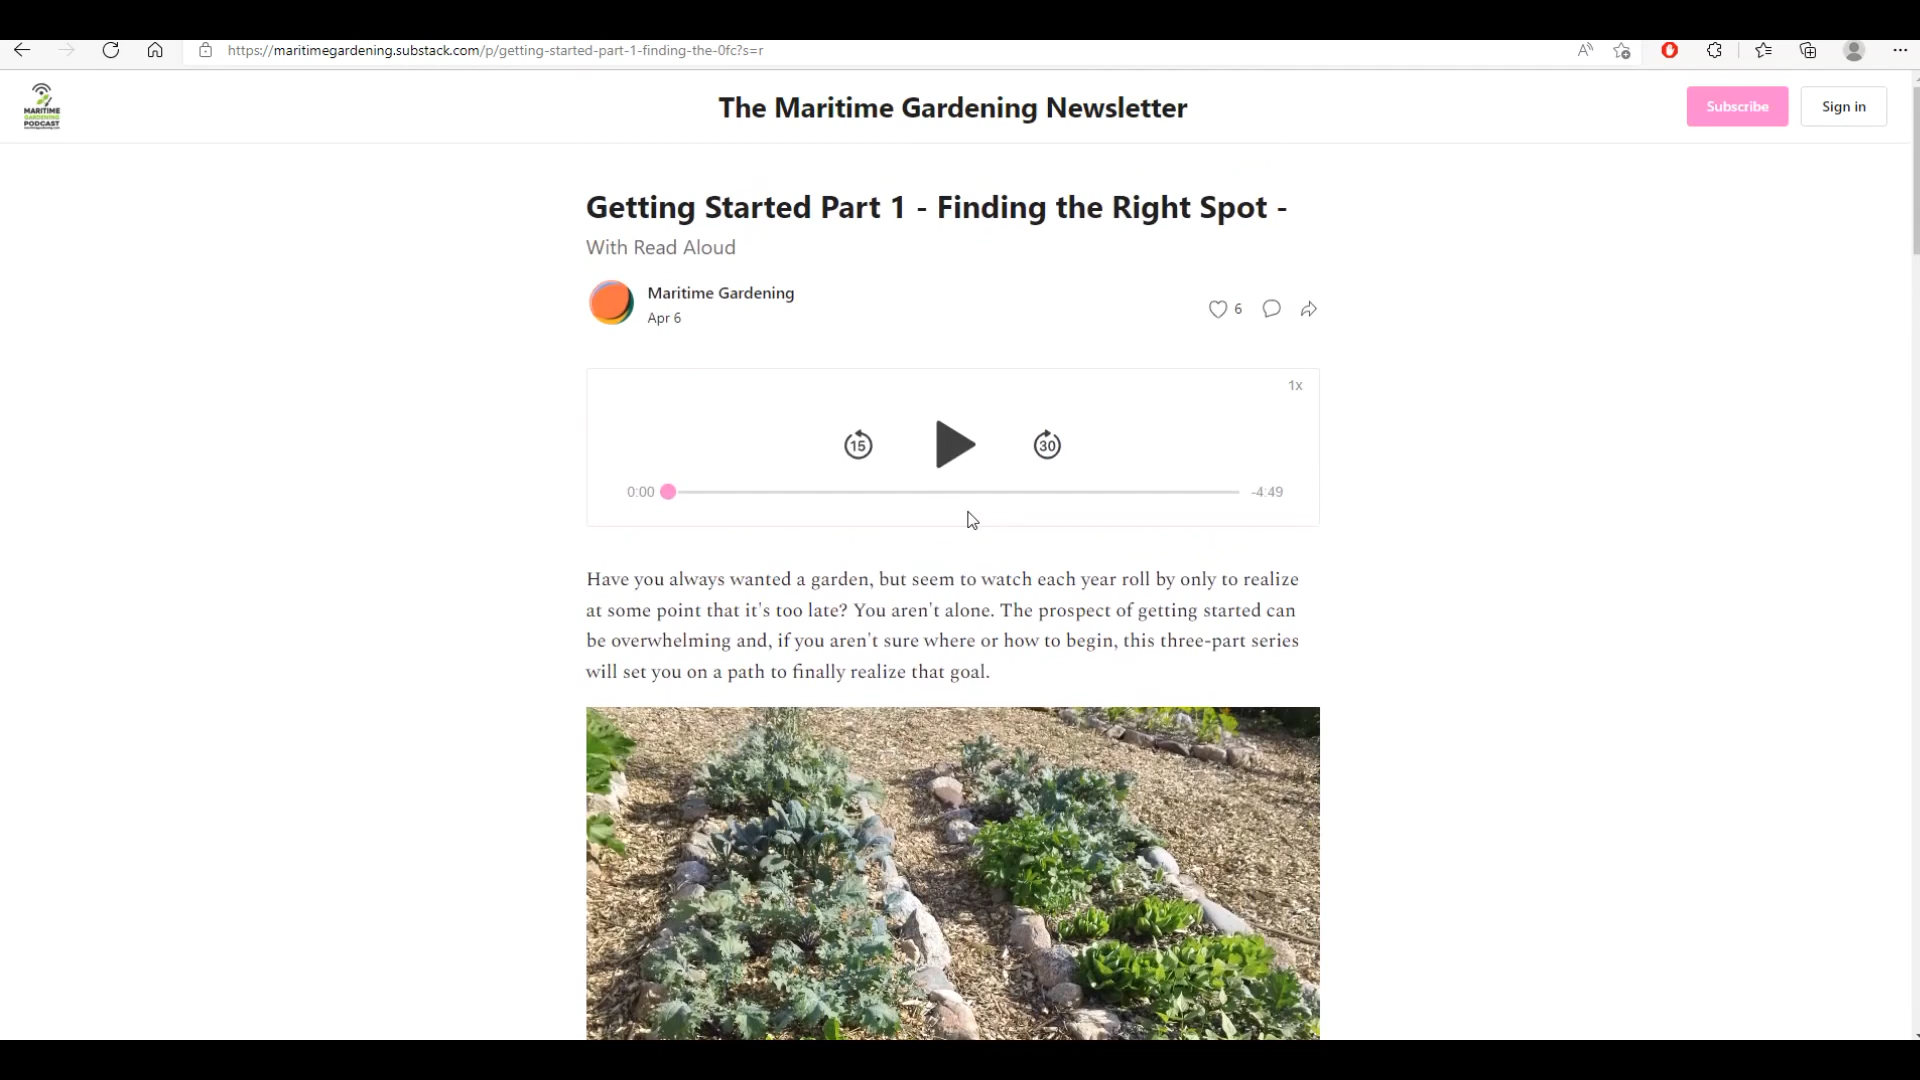 https://maritimegardening.substack.com/p/getting-started-part-1-finding-the-0fc?s=r
MARITIME
GARDENING
PODCAST
The Maritime Gardening Newsletter
Subscribe
Sign in
Getting Started Part 1 - Finding the Right Spot -
With Read Aloud
Maritime Gardening
Apr 6
6
1x
15
30
0:00
-4:49
Have you always wanted a garden, but seem to watch each year roll by only to realize
at some point that it's too late? You aren't alone. The prospect of getting started can
be overwhelming and, if you aren't sure where or how to begin, this three-part series
will set you on a path to finally realize that goal.